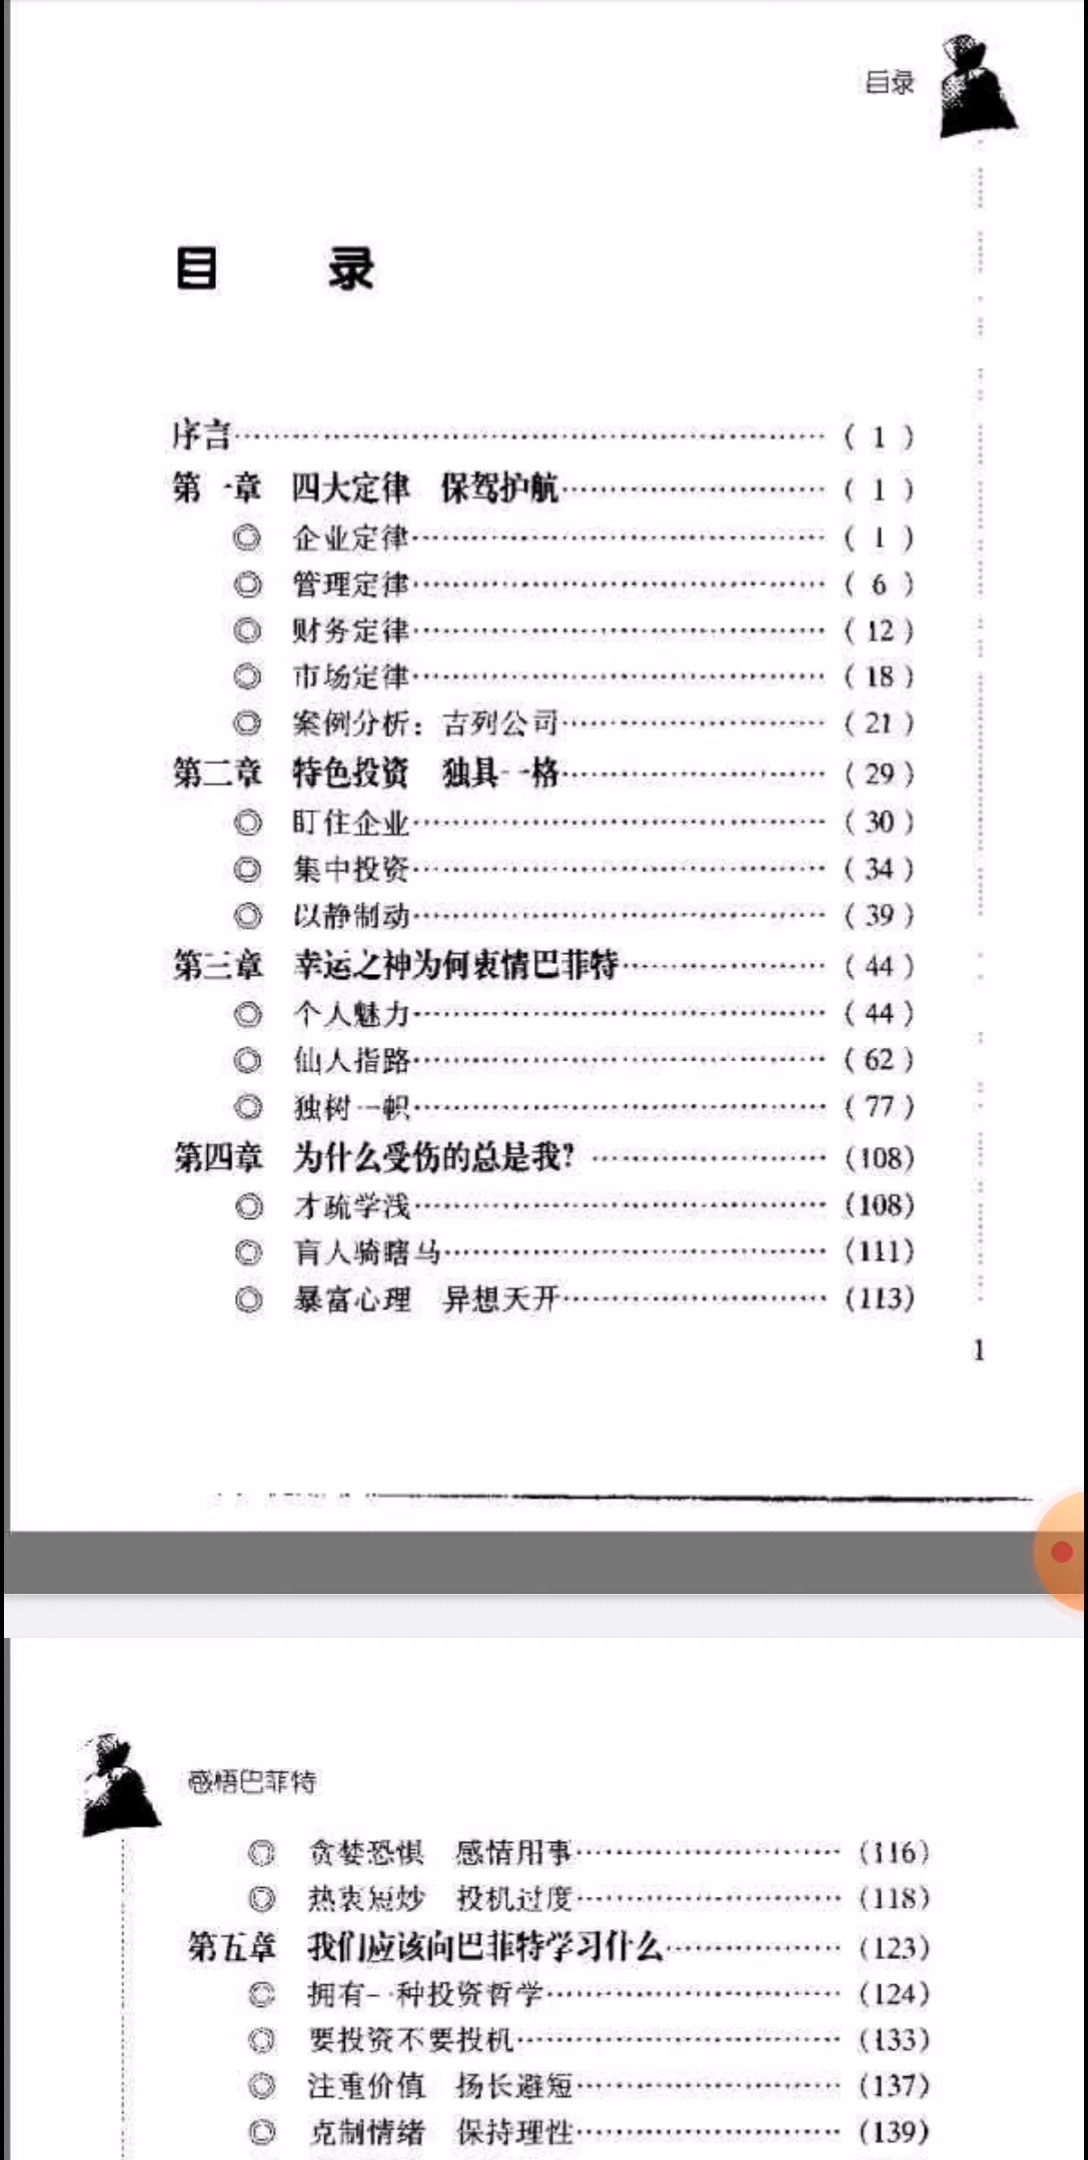 目录
目 录
序言……………………………………………………（ 1 ）
第一章 四大定律 保驾护航………………………（ 1 ）
◎ 企业定律……………………………………（ 1 ）
◎ 管理定律……………………………………（ 6 ）
◎ 财务定律……………………………………（ 12 ）
◎ 市场定律……………………………………（ 18 ）
◎ 案例分析：吉列公司………………………（ 21 ）
第二章 特色投资 独具一格………………………（ 29 ）
◎ 盯住企业……………………………………（ 30 ）
◎ 集中投资……………………………………（ 34 ）
◎ 以静制动……………………………………（ 39 ）
第三章 幸运之神为何衷情巴菲特…………………（ 44 ）
◎ 个人魅力……………………………………（ 44 ）
◎ 仙人指路……………………………………（ 62 ）
◎ 独树一帜……………………………………（ 77 ）
第四章 为什么受伤的总是我？……………………（108）
◎ 才疏学浅……………………………………（108）
◎ 盲人骑瞎马…………………………………（111）
◎ 暴富心理 异想天开………………………（113）
1
感悟巴菲特
◎ 贪婪恐惧 感情用事………………………（116）
◎ 热衷短炒 投机过度………………………（118）
第五章 我们应该向巴菲特学习什么………………（123）
◎ 拥有一种投资哲学…………………………（124）
◎ 要投资不要投机……………………………（133）
◎ 注重价值 扬长避短………………………（137）
◎ 克制情绪 保持理性………………………（139）